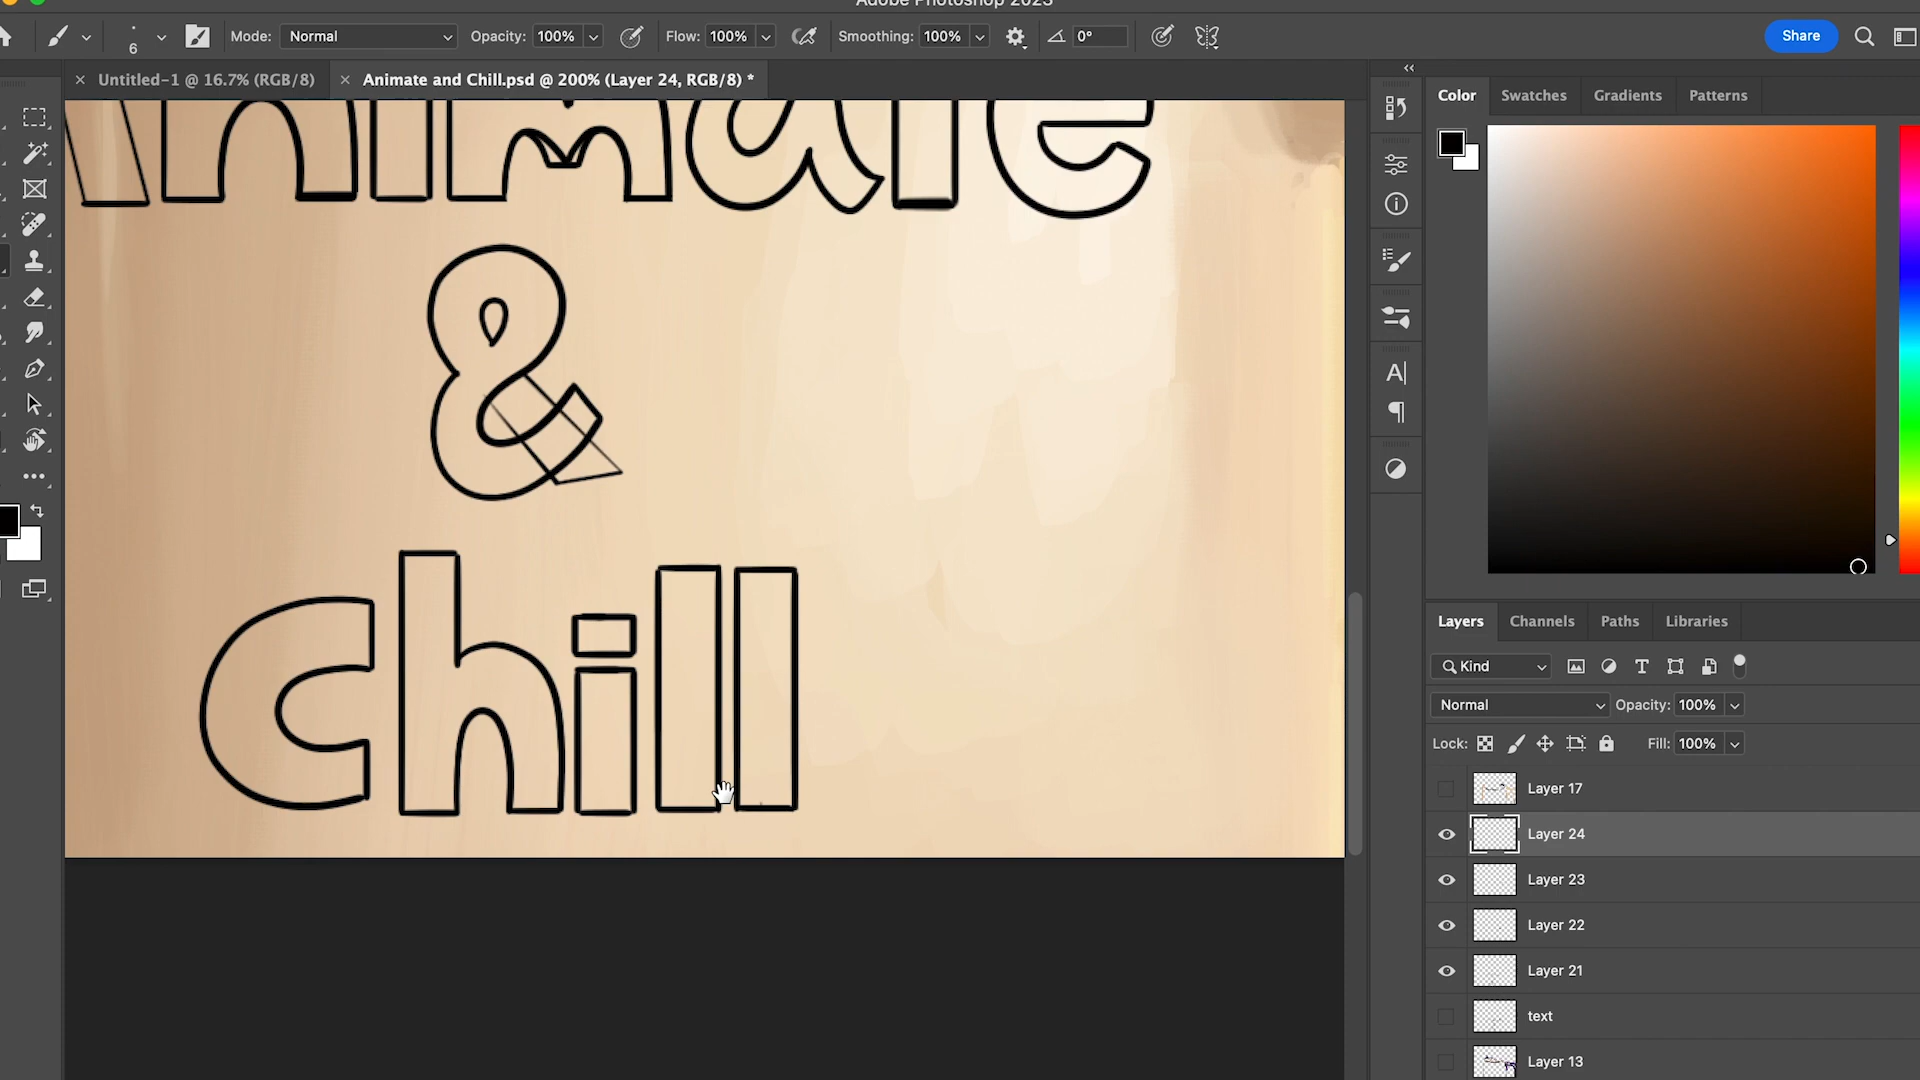 Adobe Photoshop 2023
6 Mode: Normal Opacity: 100% Flow: 100% Smoothing: 100% 0° Share
Untitled-1 @ 16.7% (RGB/8) Animate and Chill.psd @ 200% (Layer 24, RGB/8) *
Color Swatches Gradients Patterns
Animate
&
Chill
Layers Channels Paths Libraries
Kind
Normal Opacity: 100%
Lock: Fill: 100%
Layer 17
Layer 24
Layer 23
Layer 22
Layer 21
text
Layer 13